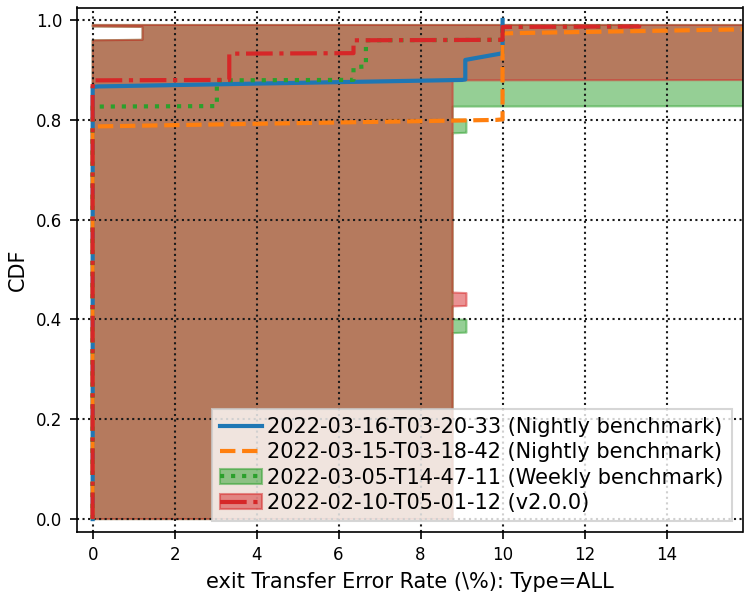 1.0
0.8
0.6
0.4
0.2
0.0
CDF
2022-03-16-T03-20-33 (Nightly benchmark)
2022-03-15-T03-18-42 (Nightly benchmark)
2022-03-05-T14-47-11 (Weekly benchmark)
2022-02-10-T05-01-12 (v2.0.0)
0 2 4 6 8 10 12 14
exit Transfer Error Rate (\%): Type=ALL